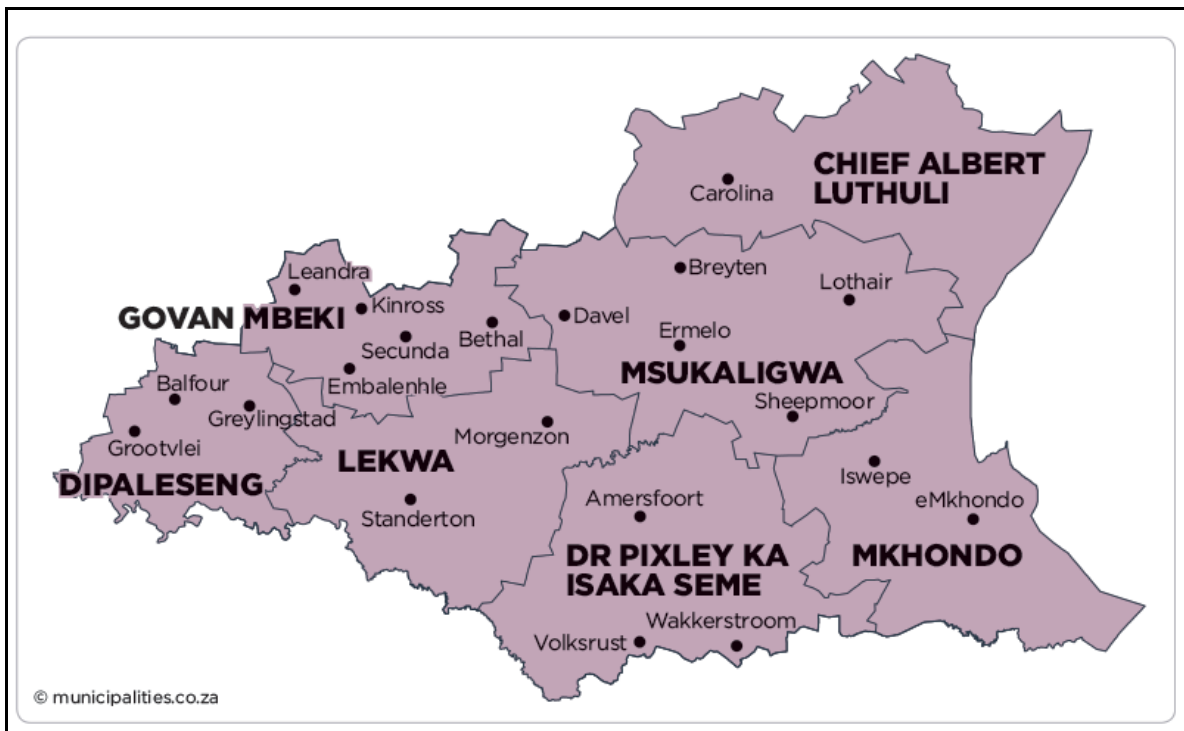 CHIEF ALBERT
LUTHULI
Carolina
Breyten
Lothair
Leandra
GOVAN MBEKI
Kinross
Davel
Ermelo
Bethal
Secunda
MSUKALIGWA
Embalenhle
Balfour
Sheepmoor
Greylingstad
Morgenzon
Grootvlei
LEKWA
Iswepe
DIPALESENG
Amersfoort
eMkhondo
Standerton
DR PIXLEY KA
ISAKA SEME
MKHONDO
Wakkerstroom
Volksrust
© municipalities.co.za